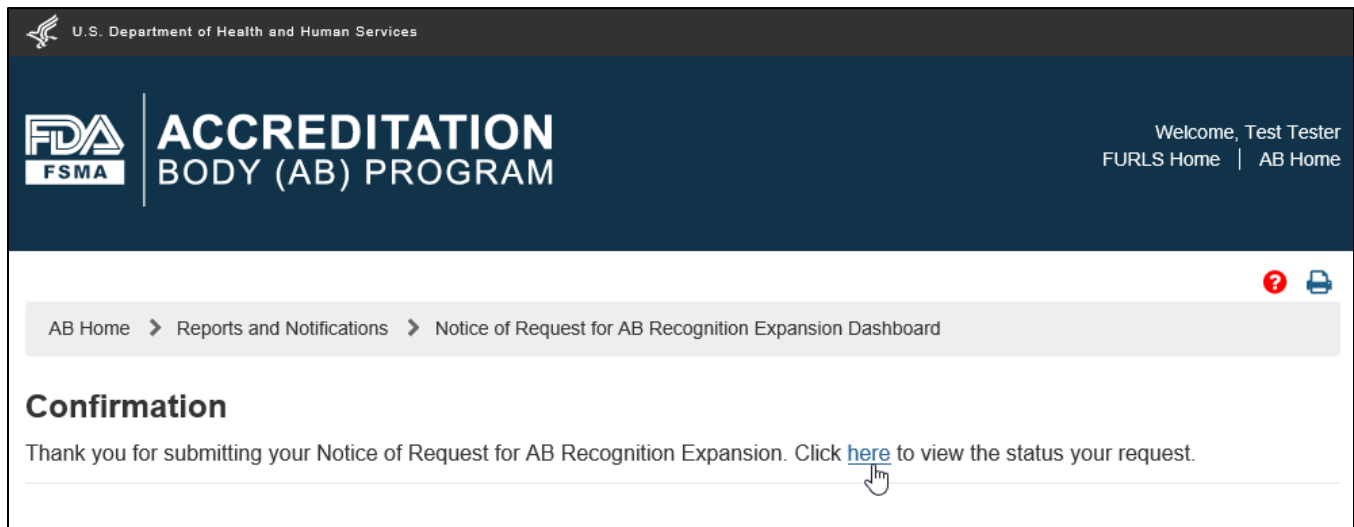 U.S. Department of Health and Human Services
FDA
FSMA
ACCREDITATION
BODY (AB) PROGRAM
Welcome, Test Tester
FURLS Home | AB Home
?
AB Home > Reports and Notifications > Notice of Request for AB Recognition Expansion Dashboard
Confirmation
Thank you for submitting your Notice of Request for AB Recognition Expansion. Click here to view the status your request.